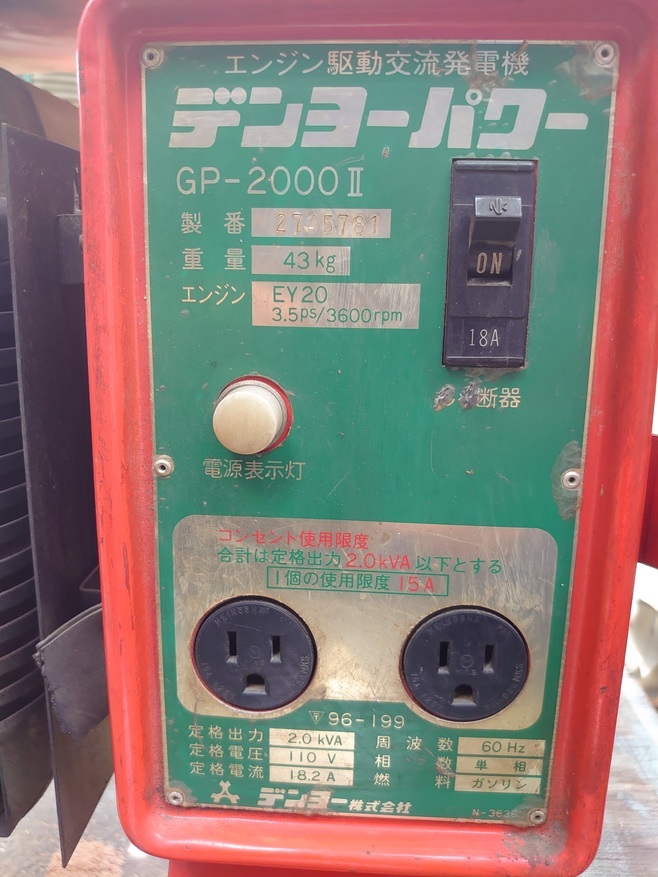 エンジン駆動交流発電機
デンヨーパワー
GP-2000Ⅱ
製番
重量 43kg
エンジン EY20
3.5ps/3600rpm
ON
18A
断器
電源表示灯
コンセント使用限度
合計は定格出力2.0kVA以下とする
1個の使用限度15A
96-199
定格出力 2.0kVA 周波数 60Hz
定格電圧 110V 相数 単相
定格電流 18.2A 燃料 ガソリン
デンヨー株式会社